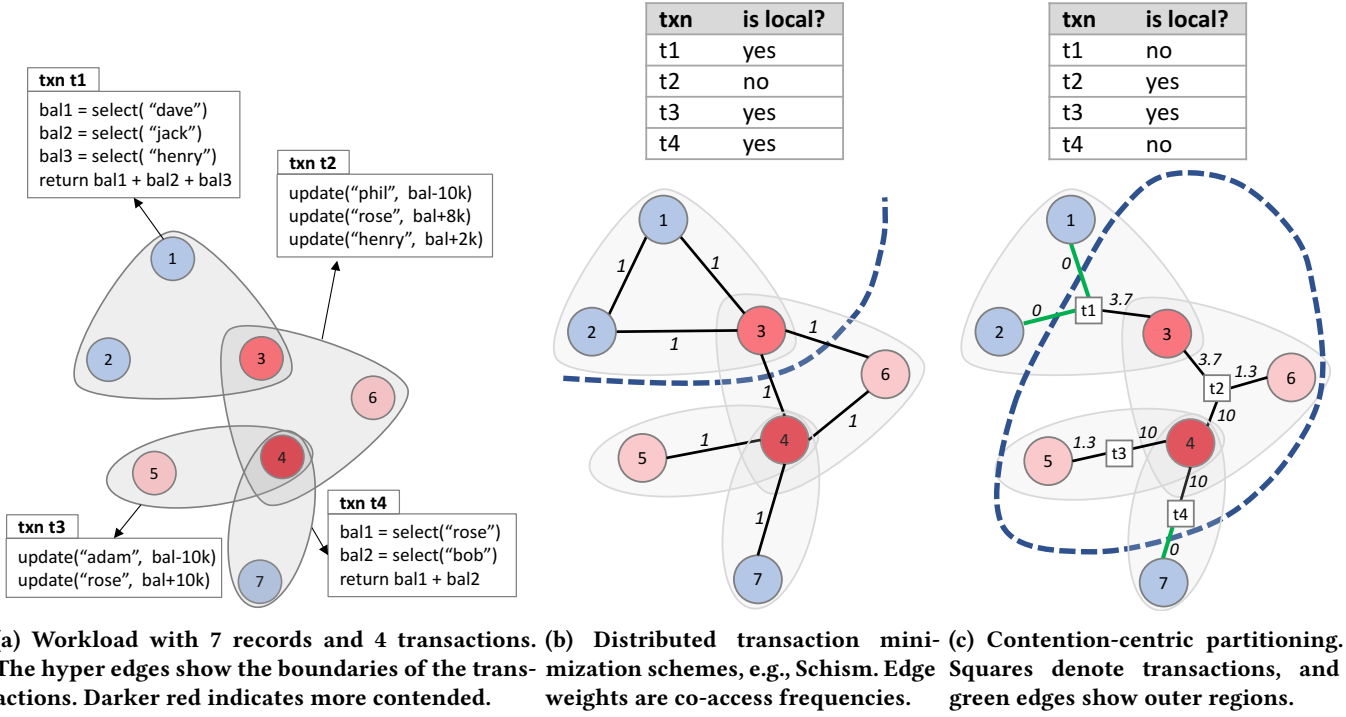 txn t1
bal1 = select( “dave”)
bal2 = select( “jack”)
bal3 = select( “henry”)
return bal1 + bal2 + bal3
txn t2
update(“phil”, bal-10k)
update(“rose”, bal+8k)
update(“henry”, bal+2k)
1
2
3
6
5
4
7
txn t3
update(“adam”, bal-10k)
update(“rose”, bal+10k)
txn t4
bal1 = select(“rose”)
bal2 = select(“bob”)
return bal1 + bal2
(a) Workload with 7 records and 4 transactions.
The hyper edges show the boundaries of the trans-
actions. Darker red indicates more contended.
txn is local?
t1 yes
t2 no
t3 yes
t4 yes
1
1
1
2
1
3
1
6
1
1
5
1
4
1
7
(b) Distributed transaction mini-
mization schemes, e.g., Schism. Edge
weights are co-access frequencies.
txn is local?
t1 no
t2 yes
t3 yes
t4 no
1
0
2
0
t1
3.7
3
3.7
t2
1.3
6
10
5
1.3
t3
10
4
10
t4
0
7
(c) Contention-centric partitioning.
Squares denote transactions, and
green edges show outer regions.